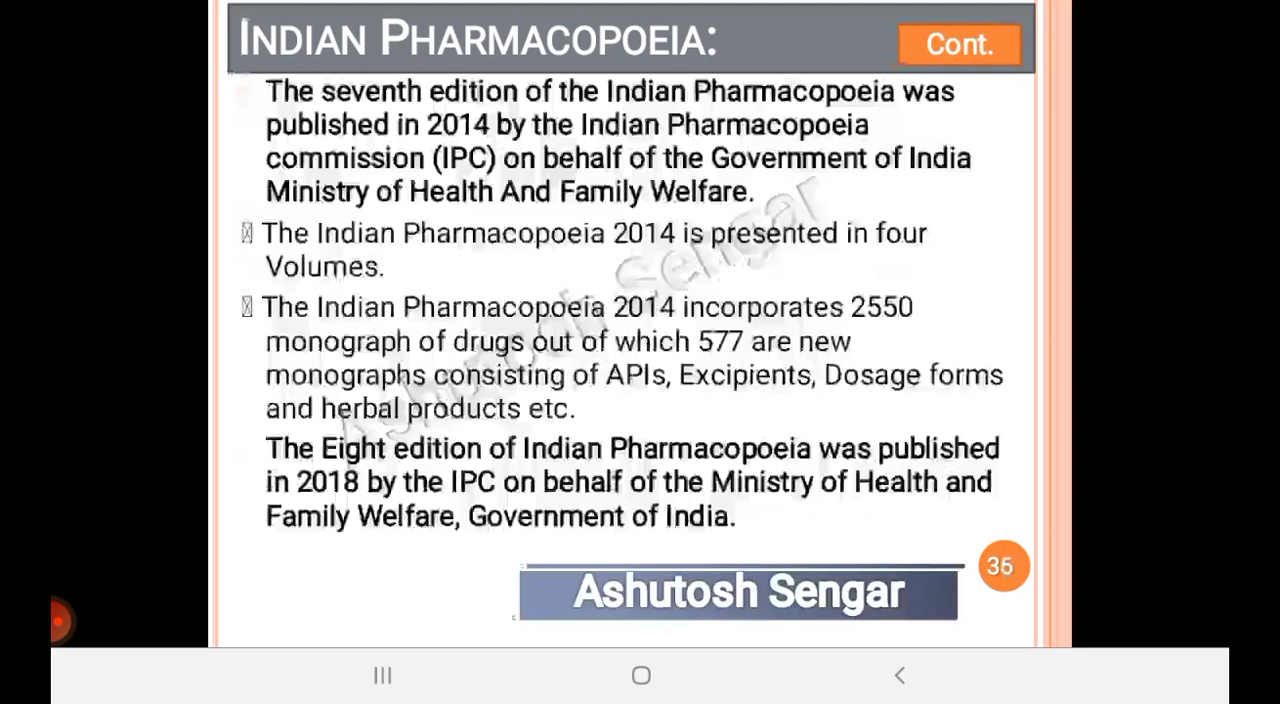 INDIAN PHARMACOPOEIA:
Cont.
The seventh edition of the Indian Pharmacopoeia was
published in 2014 by the Indian Pharmacopoeia
commission (IPC) on behalf of the Government of India
Ministry of Health And Family Welfare.
The Indian Pharmacopoeia 2014 is presented in four
Volumes.
The Indian Pharmacopoeia 2014 incorporates 2550
monograph of drugs out of which 577 are new
monographs consisting of APIs, Excipients, Dosage forms
and herbal products etc.
The Eight edition of Indian Pharmacopoeia was published
in 2018 by the IPC on behalf of the Ministry of Health and
Family Welfare, Government of India.
Ashutosh Sengar
36
Ashutosh Sengar